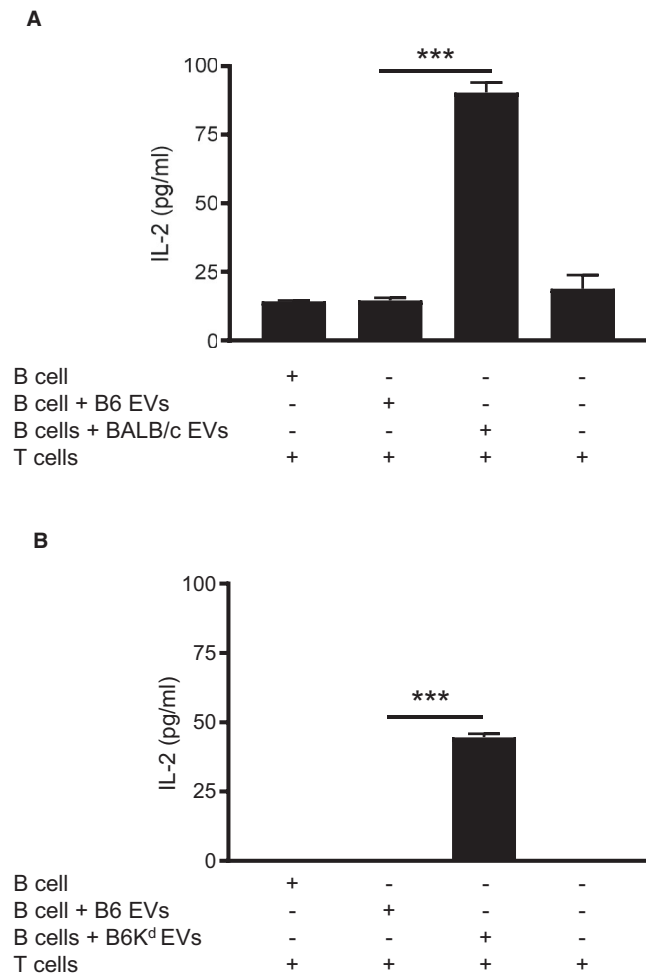 A
***
100
75
50
25
0
IL-2 (pg/ml)
B cell + - - -
B cell + B6 EVs - + - -
B cells + BALB/c EVs - - + -
T cells + + + +
B
100
***
75
50
25
0
IL-2 (pg/ml)
B cell + - - -
B cell + B6 EVs - + - -
B cells + B6Kᵈ EVs - - + -
T cells + + + +